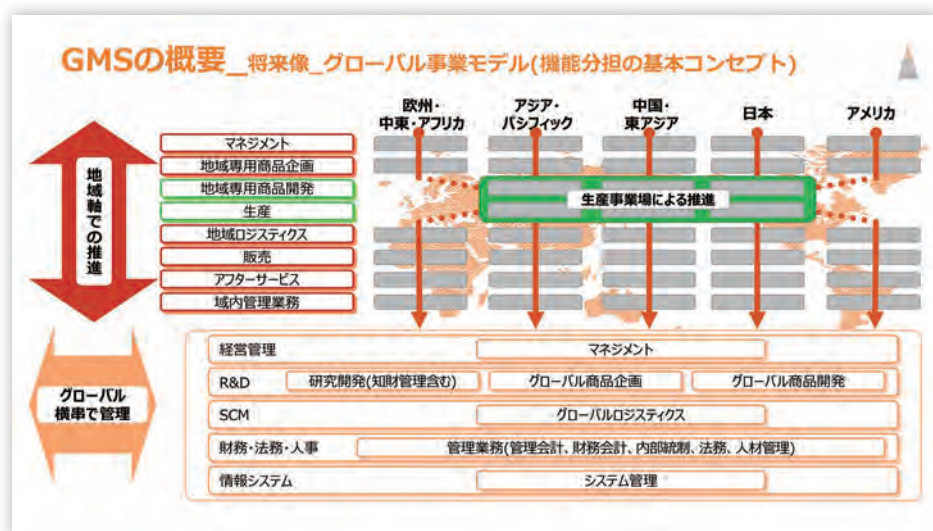 GMSの概要_将来像_グローバル事業モデル(機能分担の基本コンセプト)
欧州・
中東・アフリカ
アジア・
パシフィック
中国・
東アジア
日本
アメリカ
地域軸での推進
マネジメント
地域専用商品企画
地域専用商品開発
生産
地域ロジスティクス
販売
アフターサービス
域内管理業務
生産事業場による推進
グローバル
横串で管理
経営管理
マネジメント
R&D
研究開発(知財管理含む)
グローバル商品企画
グローバル商品開発
SCM
グローバルロジスティクス
財務・法務・人事
管理業務(管理会計、財務会計、内部統制、法務、人材管理)
情報システム
システム管理